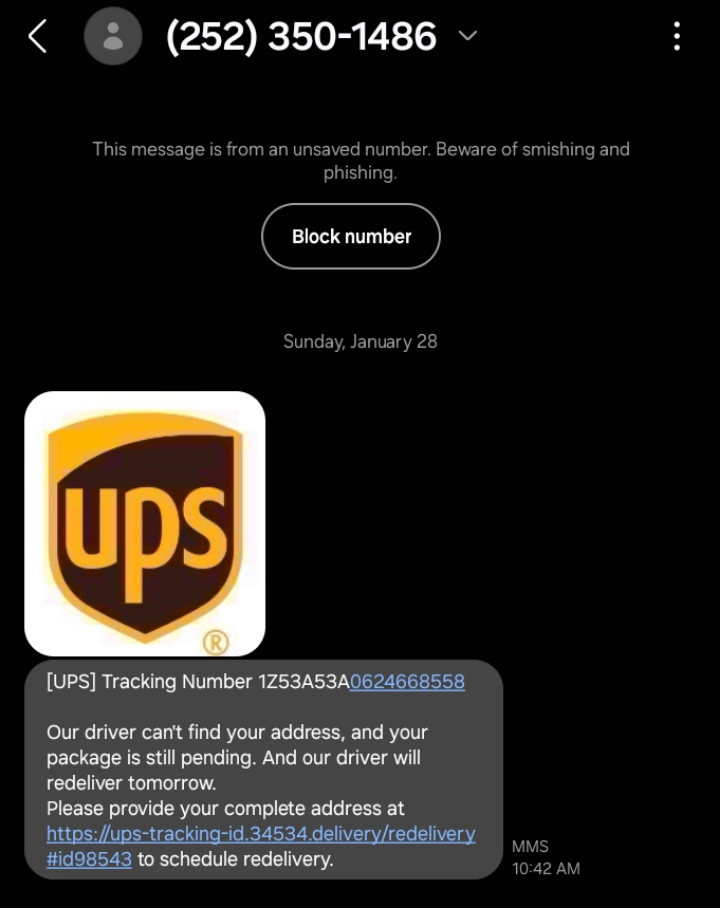 (252) 350-1486
This message is from an unsaved number. Beware of smishing and
phishing.
Block number
Sunday, January 28
ups
®
[UPS] Tracking Number 1Z53A53A0624668558
Our driver can't find your address, and your
package is still pending. And our driver will
redeliver tomorrow.
Please provide your complete address at
https://ups-tracking-id.34534.delivery/redelivery
#id98543 to schedule redelivery.
MMS
10:42 AM